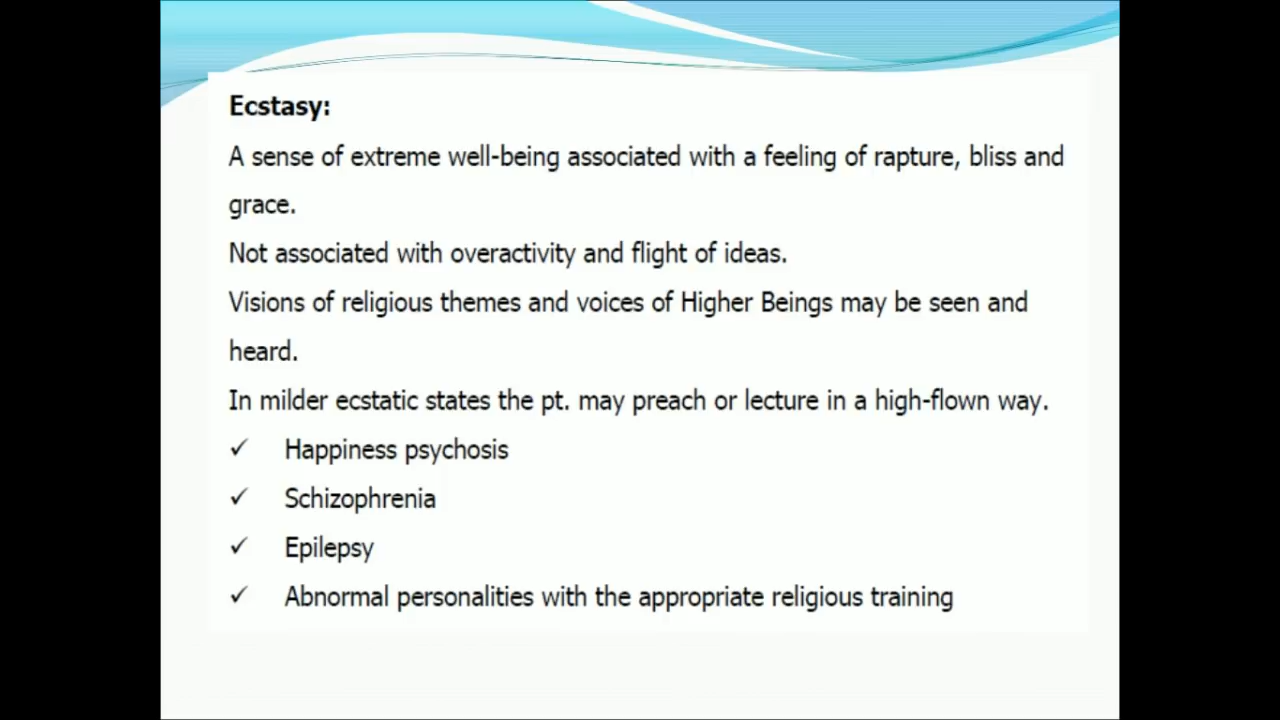 Ecstasy:
A sense of extreme well-being associated with a feeling of rapture, bliss and
grace.
Not associated with overactivity and flight of ideas.
Visions of religious themes and voices of Higher Beings may be seen and
heard.
In milder ecstatic states the pt. may preach or lecture in a high-flown way.
✓ Happiness psychosis
✓ Schizophrenia
✓ Epilepsy
✓ Abnormal personalities with the appropriate religious training